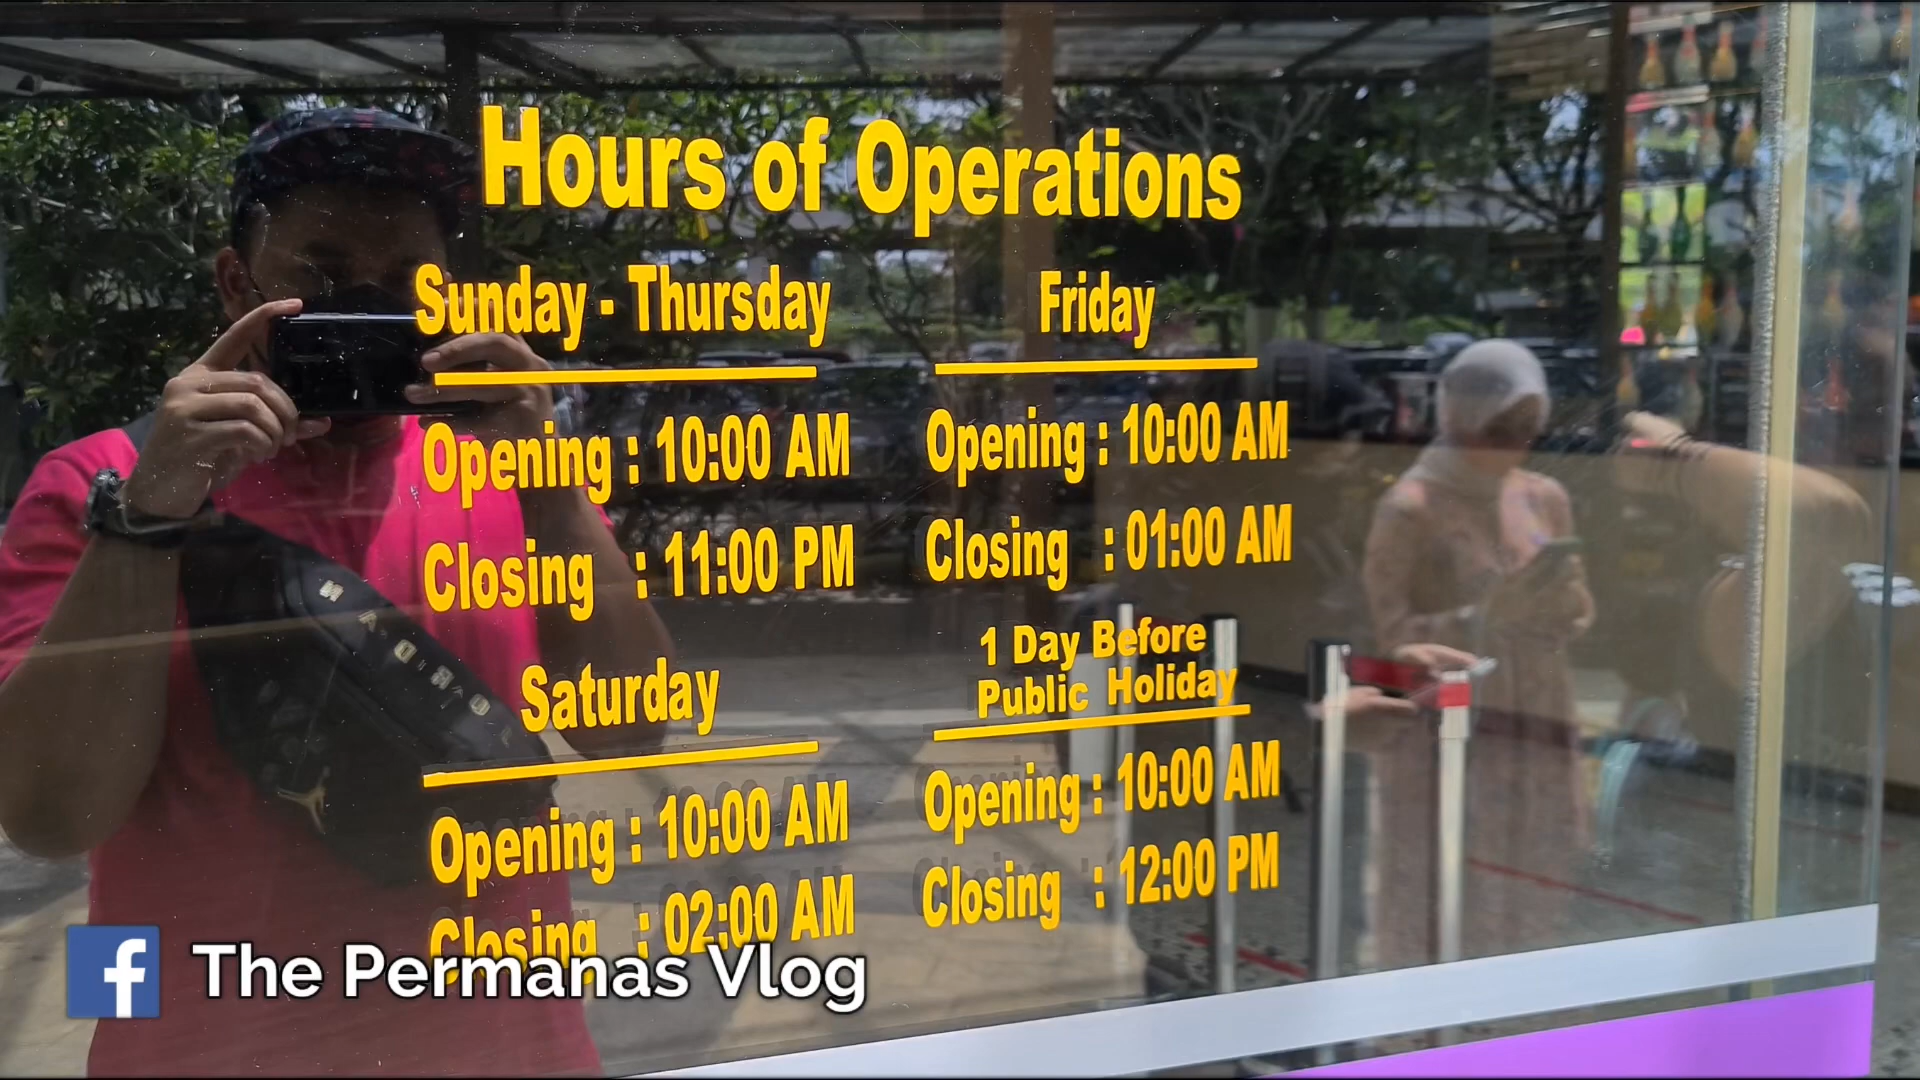 Hours of Operations
Sunday - Thursday
Opening : 10:00 AM
Closing : 11:00 PM
Friday
Opening : 10:00 AM
Closing : 01:00 AM
Saturday
Opening : 10:00 AM
Closing : 02:00 AM
1 Day Before
Public Holiday
Opening : 10:00 AM
Closing : 12:00 PM
The Permanas Vlog